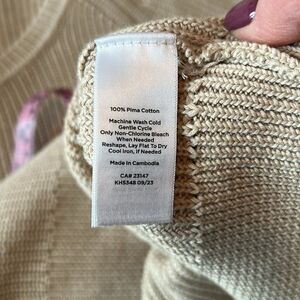 100% Pima Cotton
Machine Wash Cold
Gentle Cycle
Only Non-Chlorine Bleach
When Needed
Reshape, Lay Flat To Dry
Cool Iron, If Needed
Made in Cambodia
CA# 23147
KH5348 09/23